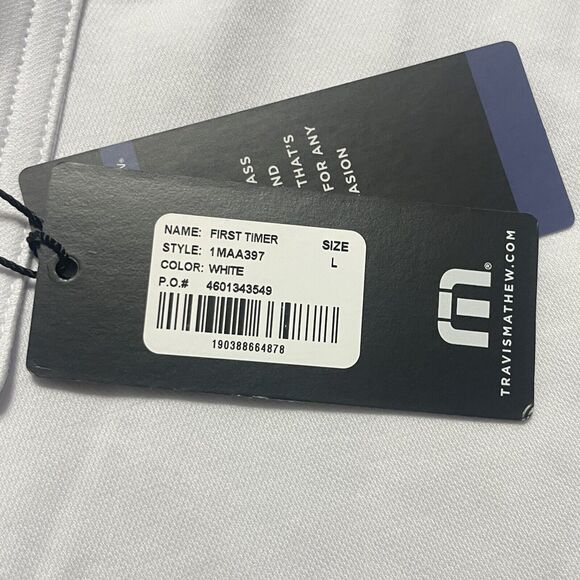 NAME: FIRST TIMER
STYLE: 1MAA397
COLOR: WHITE
P.O.# 4601343549
SIZE
L
190388664878
TRAVISMATHEW.COM
ASS
ND
THAT'S
FOR ANY
ASION